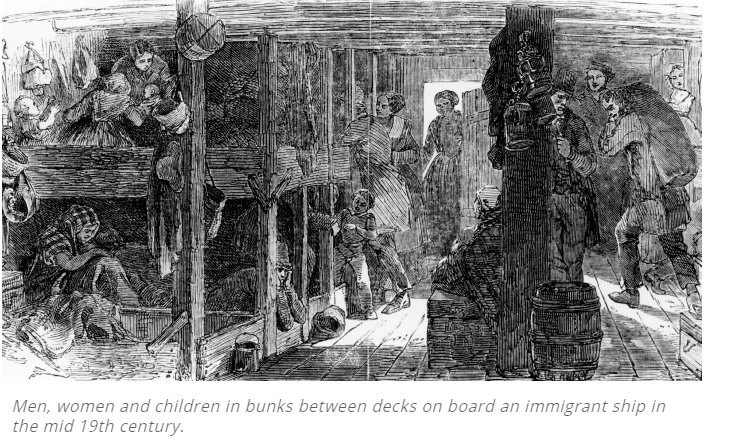 Men, women and children in bunks between decks on board an immigrant ship in
the mid 19th century.